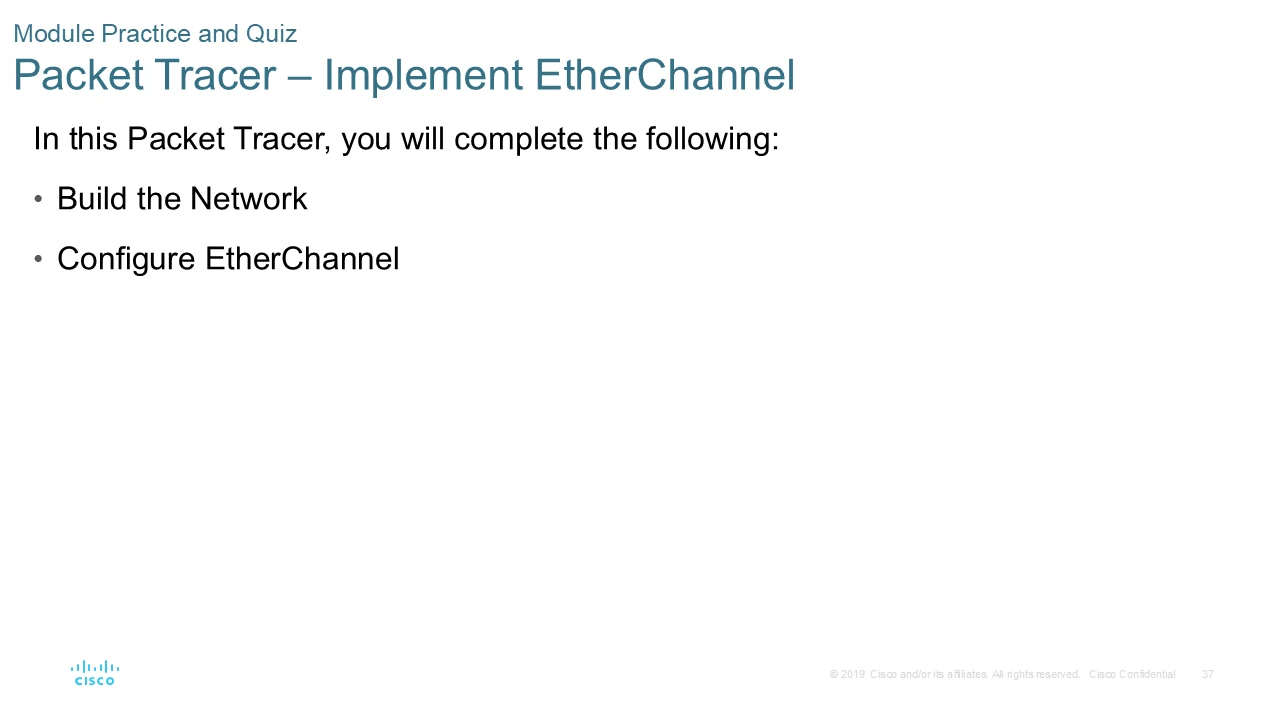 Module Practice and Quiz
Packet Tracer – Implement EtherChannel
In this Packet Tracer, you will complete the following:
• Build the Network
• Configure EtherChannel
CISCO
© 2019 Cisco and/or its affiliates. All rights reserved. Cisco Confidential 37